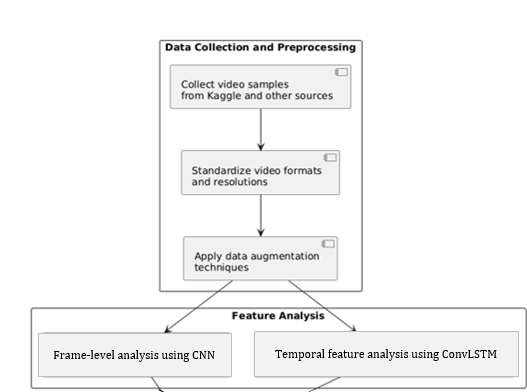 Data Collection and Preprocessing
Collect video samples
from Kaggle and other sources
Standardize video formats
and resolutions
Apply data augmentation
techniques
Feature Analysis
Frame-level analysis using CNN
Temporal feature analysis using ConvLSTM